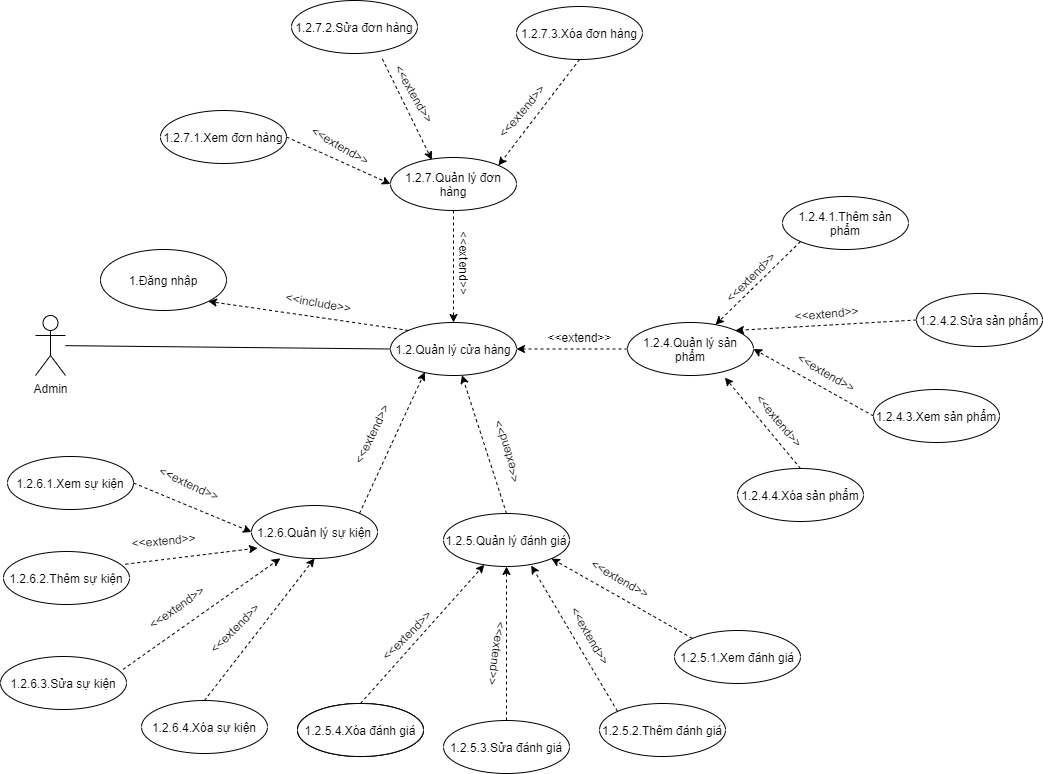 1.2.7.2.Sửa đơn hàng
1.2.7.3.Xóa đơn hàng
<<extend>>
<<extend>>
1.2.7.1.Xem đơn hàng
<<extend>>
1.2.7.Quản lý đơn
hàng
1.2.4.1.Thêm sản
phẩm
<<extend>>
<<extend>>
1.Đăng nhập
<<include>>
<<extend>>
1.2.4.2.Sửa sản phẩm
Admin
1.2.Quản lý cửa hàng
<<extend>>
1.2.4.Quản lý sản
phẩm
<<extend>>
1.2.4.3.Xem sản phẩm
<<extend>>
1.2.4.4.Xóa sản phẩm
<<extend>>
<<extend>>
1.2.6.1.Xem sự kiện
<<extend>>
1.2.6.Quản lý sự kiện
1.2.5.Quản lý đánh giá
<<extend>>
1.2.6.2.Thêm sự kiện
<<extend>>
<<extend>>
<<extend>>
<<extend>>
<<extend>>
<<extend>>
1.2.5.1.Xem đánh giá
1.2.6.3.Sửa sự kiện
1.2.6.4.Xóa sự kiện
1.2.5.4.Xóa đánh giá
1.2.5.3.Sửa đánh giá
1.2.5.2.Thêm đánh giá